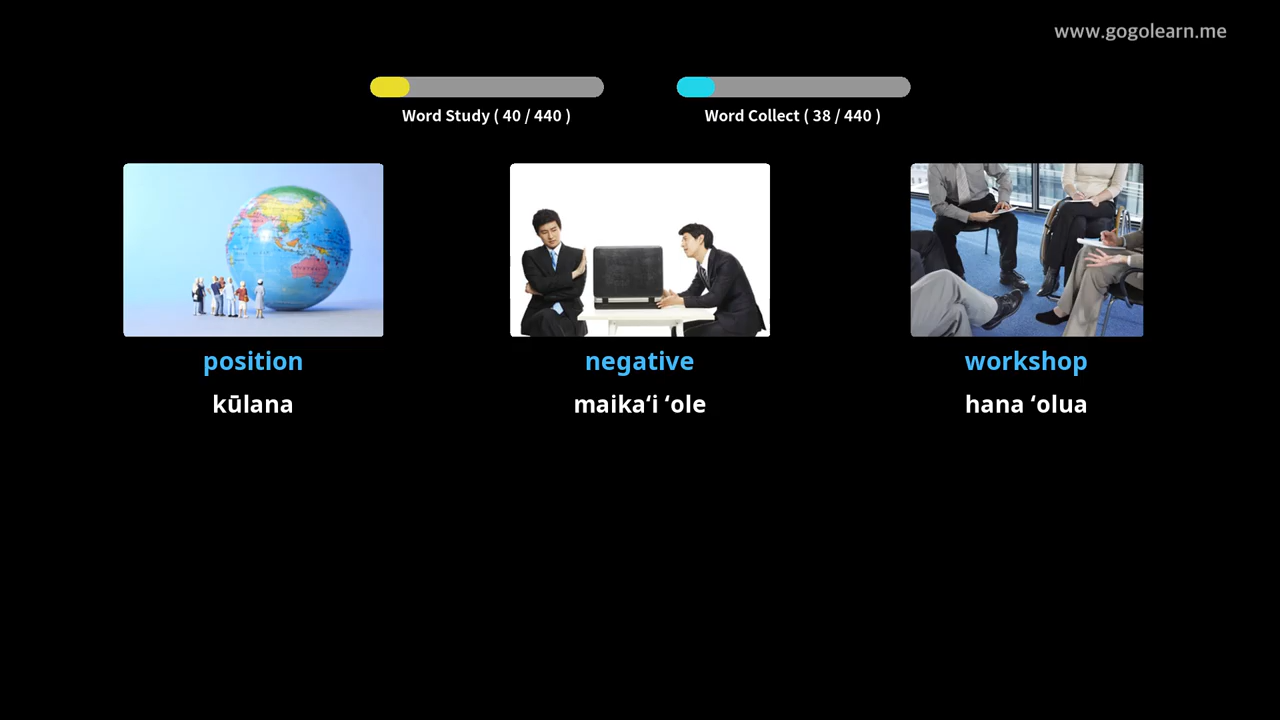 www.gogolearn.me
Word Study ( 40 / 440 )
Word Collect ( 38 / 440 )
position
negative
workshop
kūlana
maikaʻi ʻole
hana ʻolua